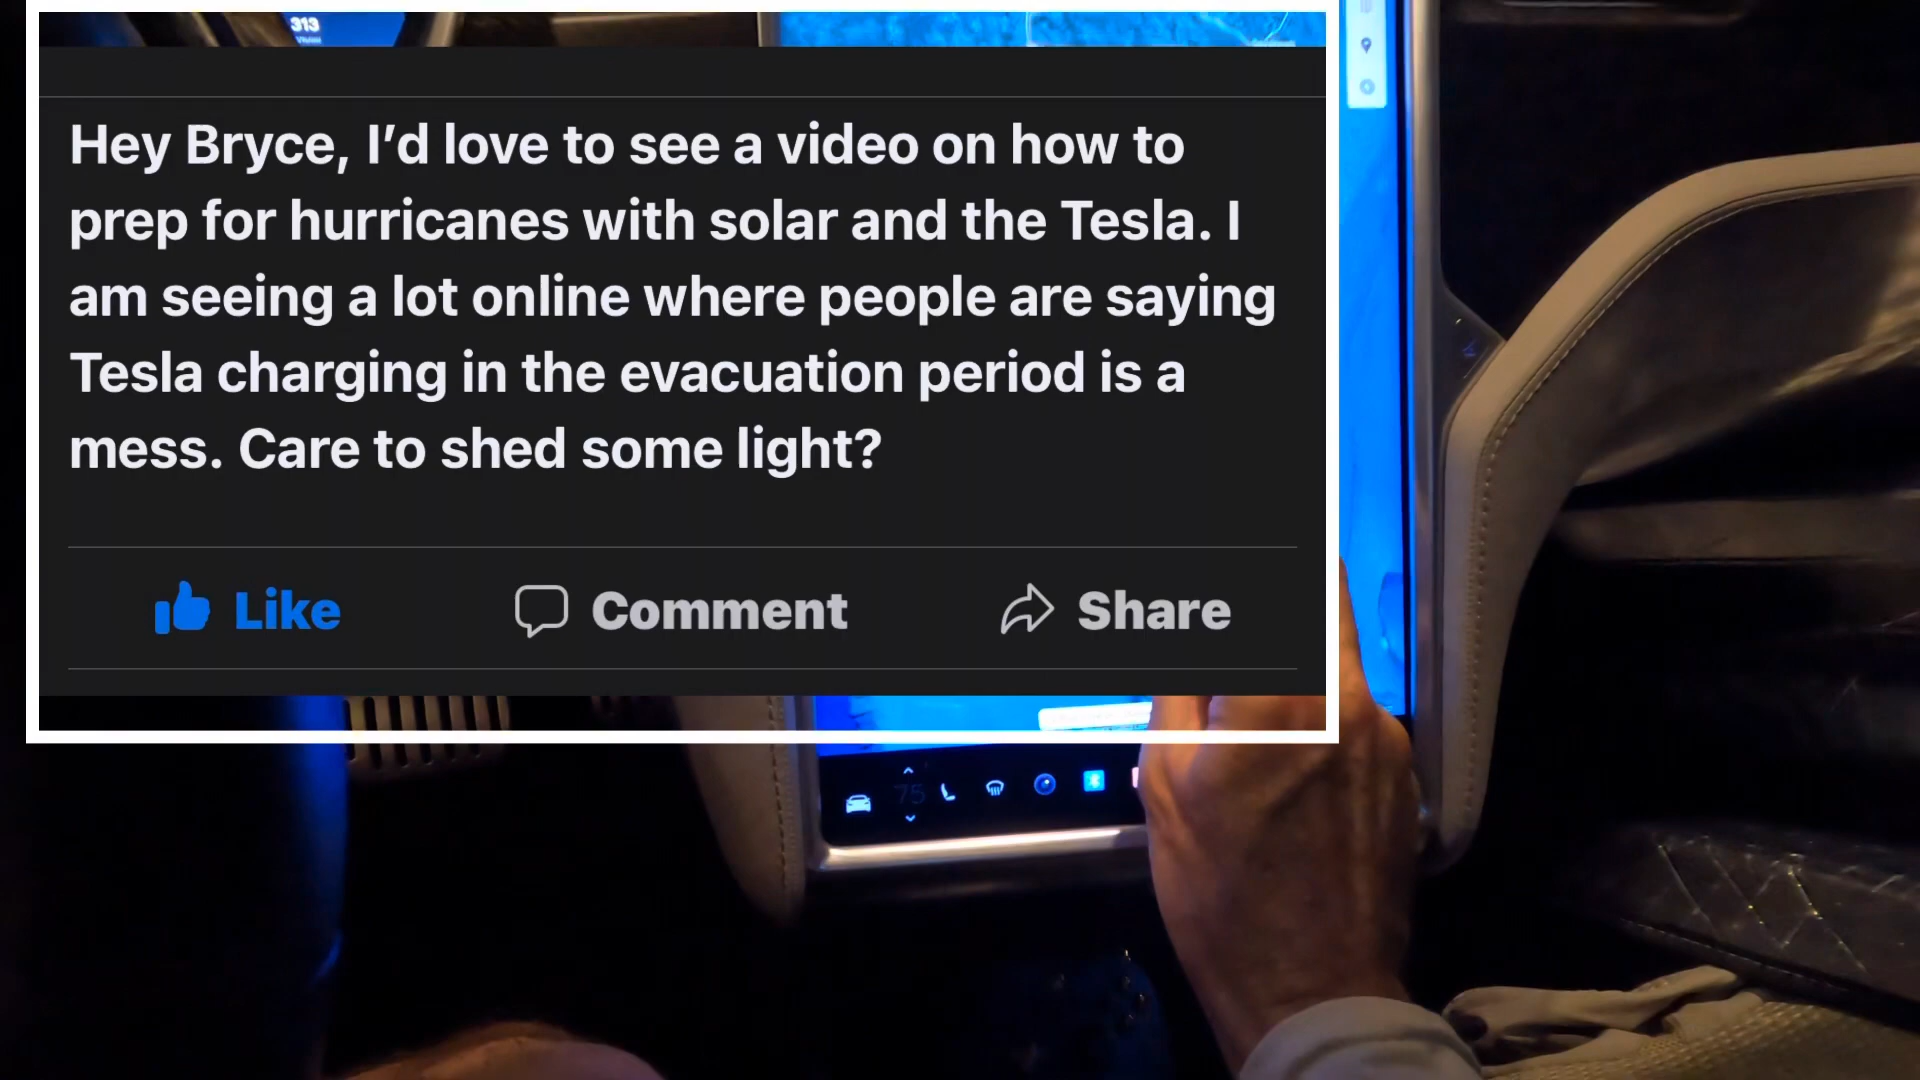 313
Hey Bryce, I’d love to see a video on how to
prep for hurricanes with solar and the Tesla. I
am seeing a lot online where people are saying
Tesla charging in the evacuation period is a
mess. Care to shed some light?
Like
Comment
Share
75